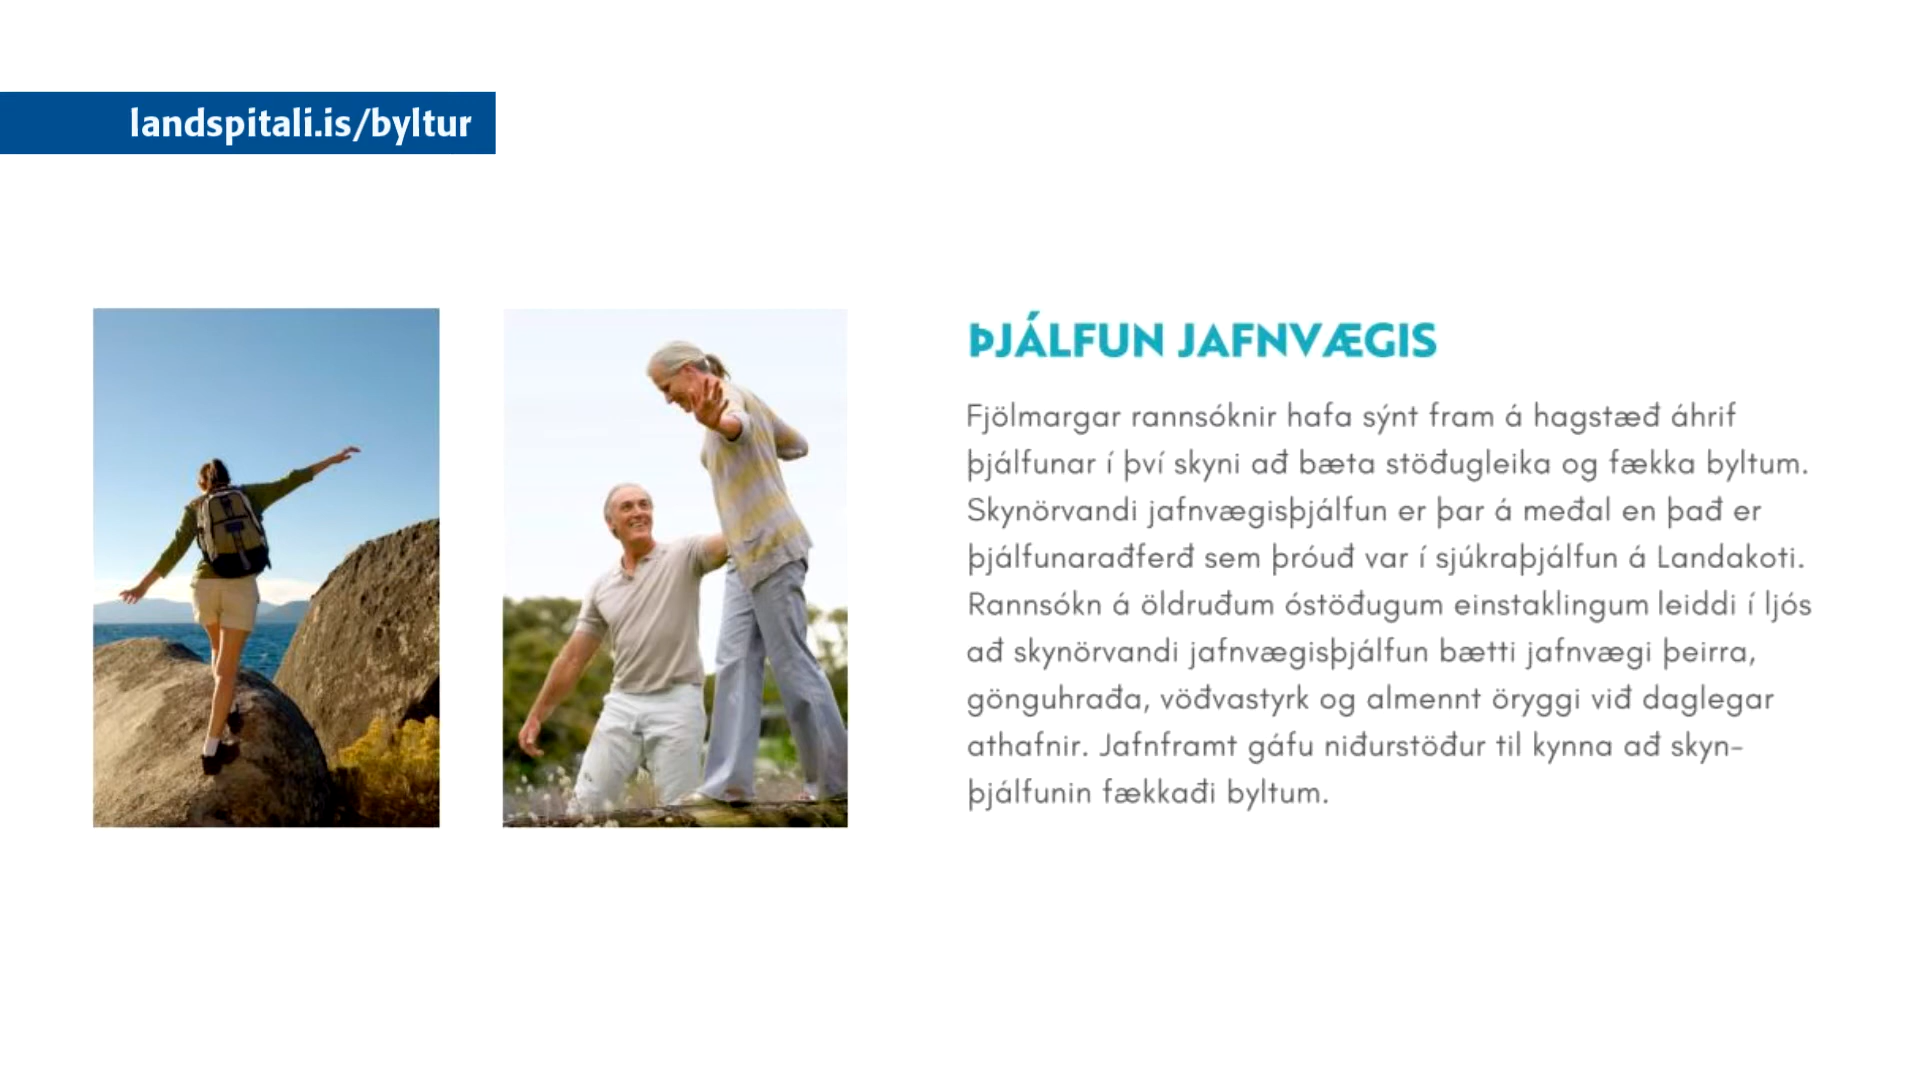 landspitali.is/byltur
ÞJÁLFUN JAFNVÆGIS
Fjölmargar rannsóknir hafa sýnt fram á hagstæð áhrif
þjálfunar í því skyni að bæta stöðugleika og fækka byltum.
Skynörvandi jafnvægisþjálfun er þar á meðal en það er
þjálfunaraðferð sem þróuð var í sjúkraþjálfun á Landakoti.
Rannsókn á öldruðum óstöðugum einstaklingum leiddi í ljós
að skynörvandi jafnvægisþjálfun bætti jafnvægi þeirra,
gönguhraða, vöðvastyrk og almennt öryggi við daglegar
athafnir. Jafnframt gáfu niðurstöður til kynna að skyn-
þjálfunin fækkaði byltum.